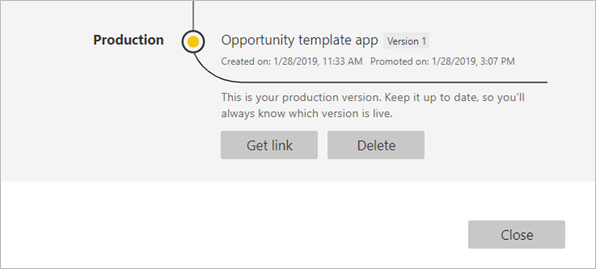 Production
Opportunity template app Version 1
Created on: 1/28/2019, 11:33 AM Promoted on: 1/28/2019, 3:07 PM
This is your production version. Keep it up to date, so you'll
always know which version is live.
Get link Delete
Close